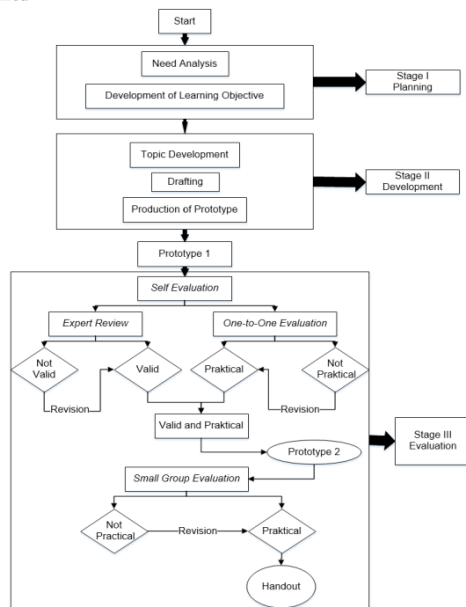 Start
Need Analysis
Development of Learning Objective
Stage I
Planning
Topic Development
Drafting
Production of Prototype
Stage II
Development
Prototype 1
Self Evaluation
Expert Review
One-to-One Evaluation
Not
Valid
Valid
Praktical
Not
Praktical
Revision
Revision
Valid and Praktical
Prototype 2
Stage III
Evaluation
Small Group Evaluation
Not
Practical
Revision
Praktical
Handout